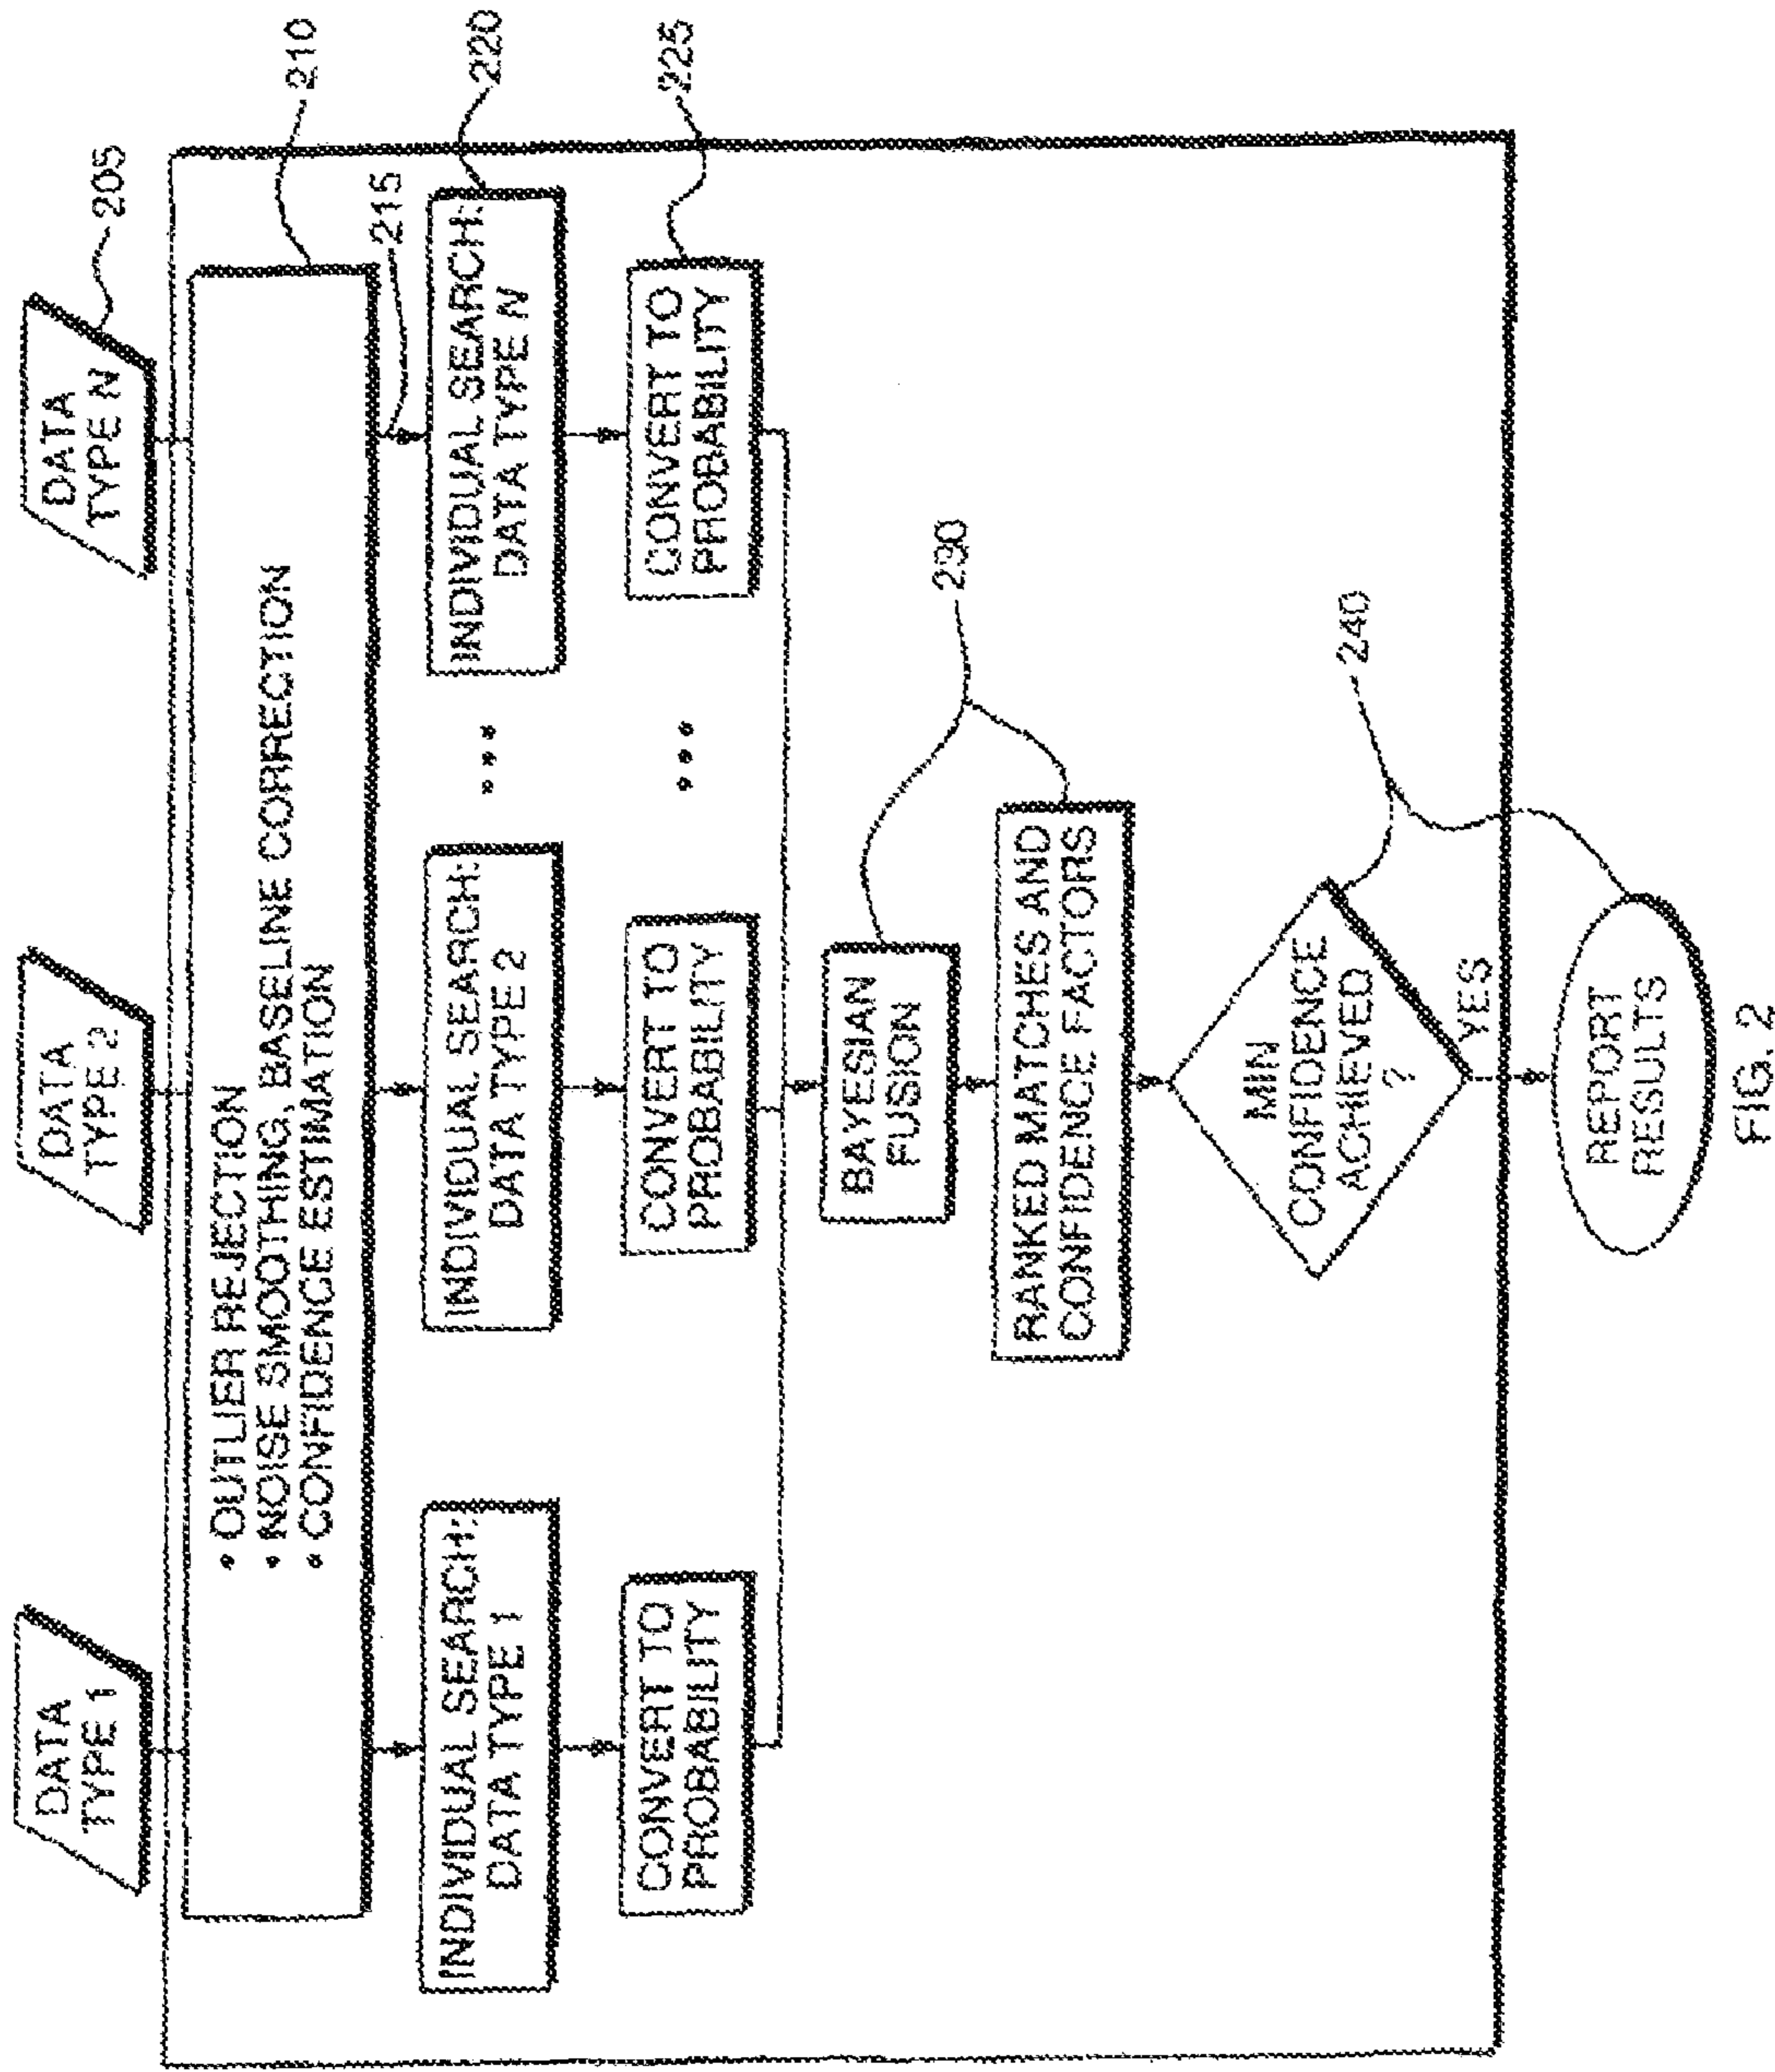 DATA
TYPE 1
DATA
TYPE 2
DATA
TYPE N
205
• OUTLIER REJECTION
• NOISE SMOOTHING, BASELINE CORRECTION
• CONFIDENCE ESTIMATION
210
215
INDIVIDUAL SEARCH:
DATA TYPE 1
INDIVIDUAL SEARCH:
DATA TYPE 2
•••
INDIVIDUAL SEARCH:
DATA TYPE N
220
CONVERT TO
PROBABILITY
CONVERT TO
PROBABILITY
•••
CONVERT TO
PROBABILITY
225
BAYESIAN
FUSION
230
RANKED MATCHES AND
CONFIDENCE FACTORS
MIN
CONFIDENCE
ACHIEVED
?
240
YES
REPORT
RESULTS
FIG. 2